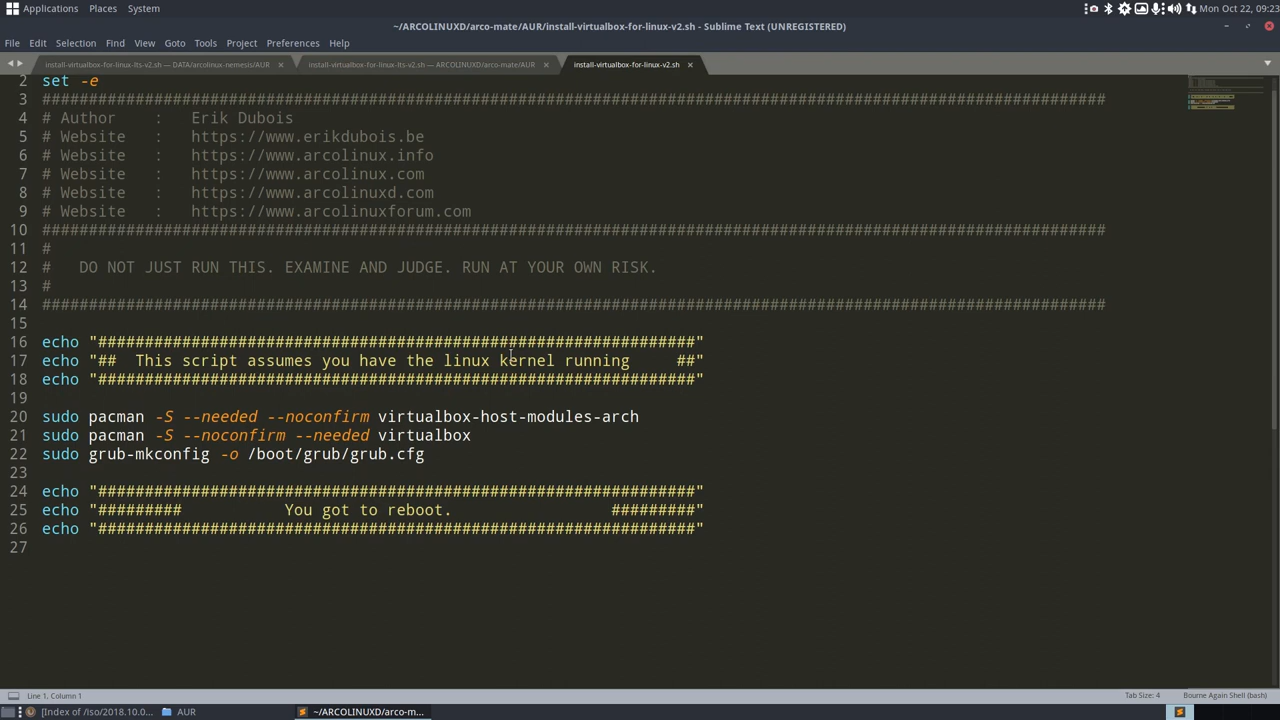 Applications Places System Mon Oct 22, 09:23
~/ARCOLINUXD/arco-mate/AUR/install-virtualbox-for-linux-v2.sh - Sublime Text (UNREGISTERED)
File Edit Selection Find View Goto Tools Project Preferences Help
install-virtualbox-for-linux-lts-v2.sh — DATA/arcolinux-nemesis/AUR install-virtualbox-for-linux-lts-v2.sh — ARCOLINUXD/arco-mate/AUR install-virtualbox-for-linux-v2.sh
2 set -e
3 ###################################################################################################################
4 # Author : Erik Dubois
5 # Website : https://www.erikdubois.be
6 # Website : https://www.arcolinux.info
7 # Website : https://www.arcolinux.com
8 # Website : https://www.arcolinuxd.com
9 # Website : https://www.arcolinuxforum.com
10 ###################################################################################################################
11 #
12 # DO NOT JUST RUN THIS. EXAMINE AND JUDGE. RUN AT YOUR OWN RISK.
13 #
14 ###################################################################################################################
15
16 echo "################################################################"
17 echo "## This script assumes you have the linux kernel running ##"
18 echo "################################################################"
19
20 sudo pacman -S --needed --noconfirm virtualbox-host-modules-arch
21 sudo pacman -S --noconfirm --needed virtualbox
22 sudo grub-mkconfig -o /boot/grub/grub.cfg
23
24 echo "################################################################"
25 echo "######### You got to reboot. #########"
26 echo "################################################################"
27
Line 1, Column 1 Tab Size: 4 Bourne Again Shell (bash)
[Index of /iso/2018.10.0... AUR ~/ARCOLINUXD/arco-m...